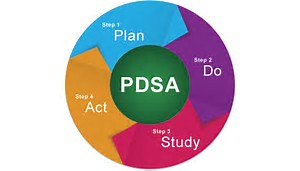 Step 1
Plan
Step 2
Do
PDSA
Step 3
Study
Step 4
Act